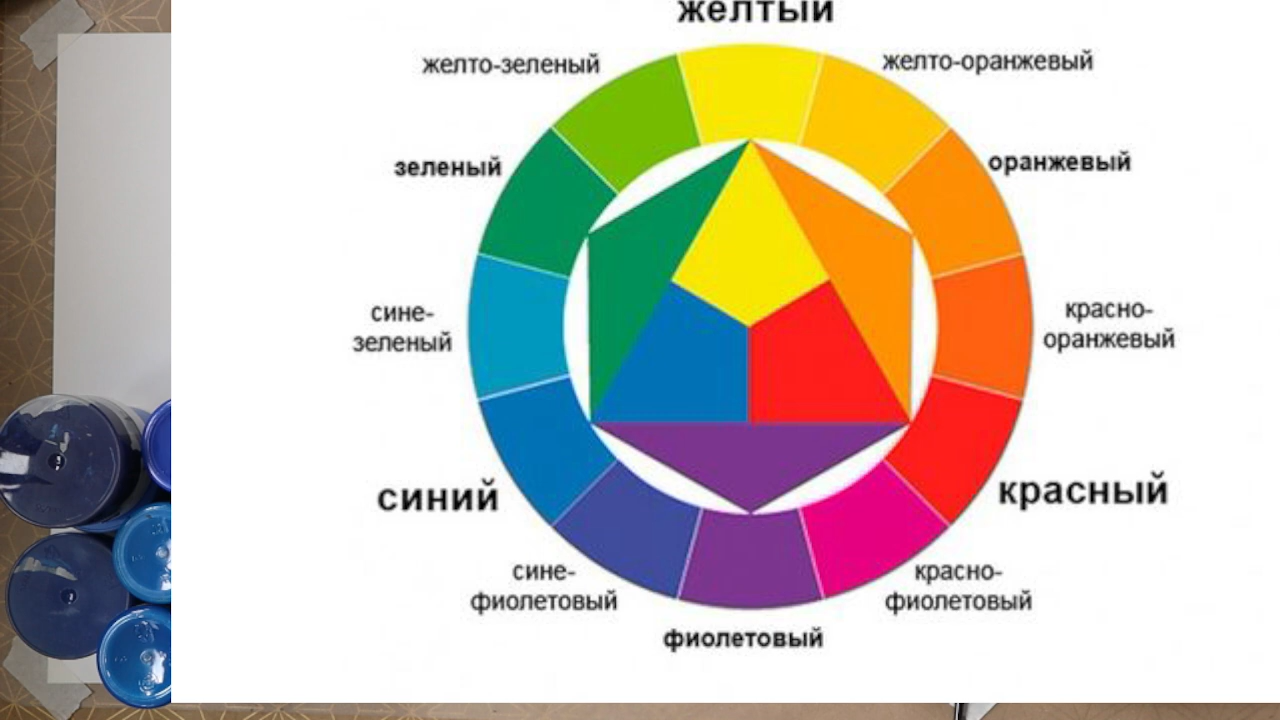 желтый
желто-зеленый
желто-оранжевый
зеленый
оранжевый
сине-
зеленый
красно-
оранжевый
синий
красный
сине-
фиолетовый
красно-
фиолетовый
фиолетовый